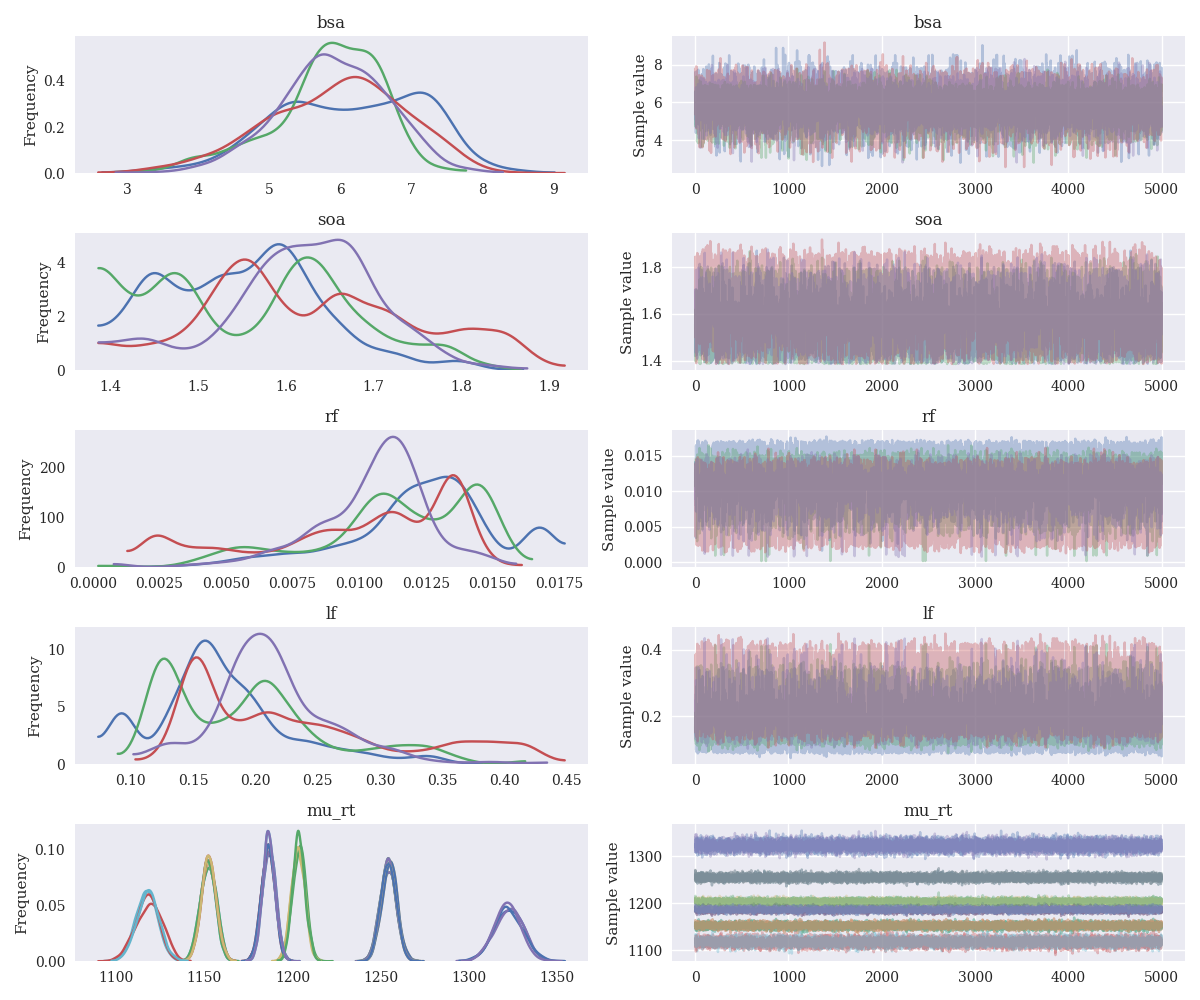 bsa
Frequency
0.4
0.2
0.0
3 4 5 6 7 8 9
bsa
Sample value
8
6
4
0 1000 2000 3000 4000 5000
soa
Frequency
4
2
0
1.4 1.5 1.6 1.7 1.8 1.9
soa
Sample value
1.8
1.6
1.4
0 1000 2000 3000 4000 5000
rf
Frequency
200
100
0
0.0000 0.0025 0.0050 0.0075 0.0100 0.0125 0.0150 0.0175
rf
Sample value
0.015
0.010
0.005
0.000
0 1000 2000 3000 4000 5000
lf
Frequency
10
5
0
0.10 0.15 0.20 0.25 0.30 0.35 0.40 0.45
lf
Sample value
0.4
0.2
0 1000 2000 3000 4000 5000
mu_rt
Frequency
0.10
0.05
0.00
1100 1150 1200 1250 1300 1350
mu_rt
Sample value
1300
1200
1100
0 1000 2000 3000 4000 5000